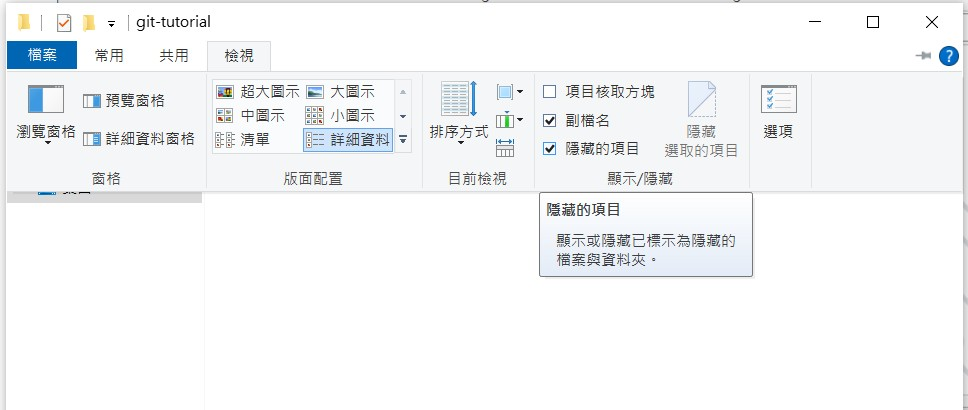 git-tutorial
檔案 常用 共用 檢視
瀏覽窗格
預覽窗格
詳細資料窗格
窗格
超大圖示 大圖示
中圖示 小圖示
清單 詳細資料
版面配置
排序方式
目前檢視
項目核取方塊
副檔名
隱藏的項目
隱藏
選取的項目
顯示/隱藏
選項
隱藏的項目
顯示或隱藏已標示為隱藏的
檔案與資料夾。